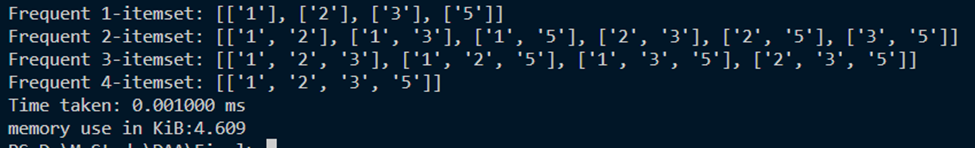 Frequent 1-itemset: [['1'], ['2'], ['3'], ['5']]
Frequent 2-itemset: [['1', '2'], ['1', '3'], ['1', '5'], ['2', '3'], ['2', '5'], ['3', '5']]
Frequent 3-itemset: [['1', '2', '3'], ['1', '2', '5'], ['1', '3', '5'], ['2', '3', '5']]
Frequent 4-itemset: [['1', '2', '3', '5']]
Time taken: 0.001000 ms
memory use in KiB:4.609